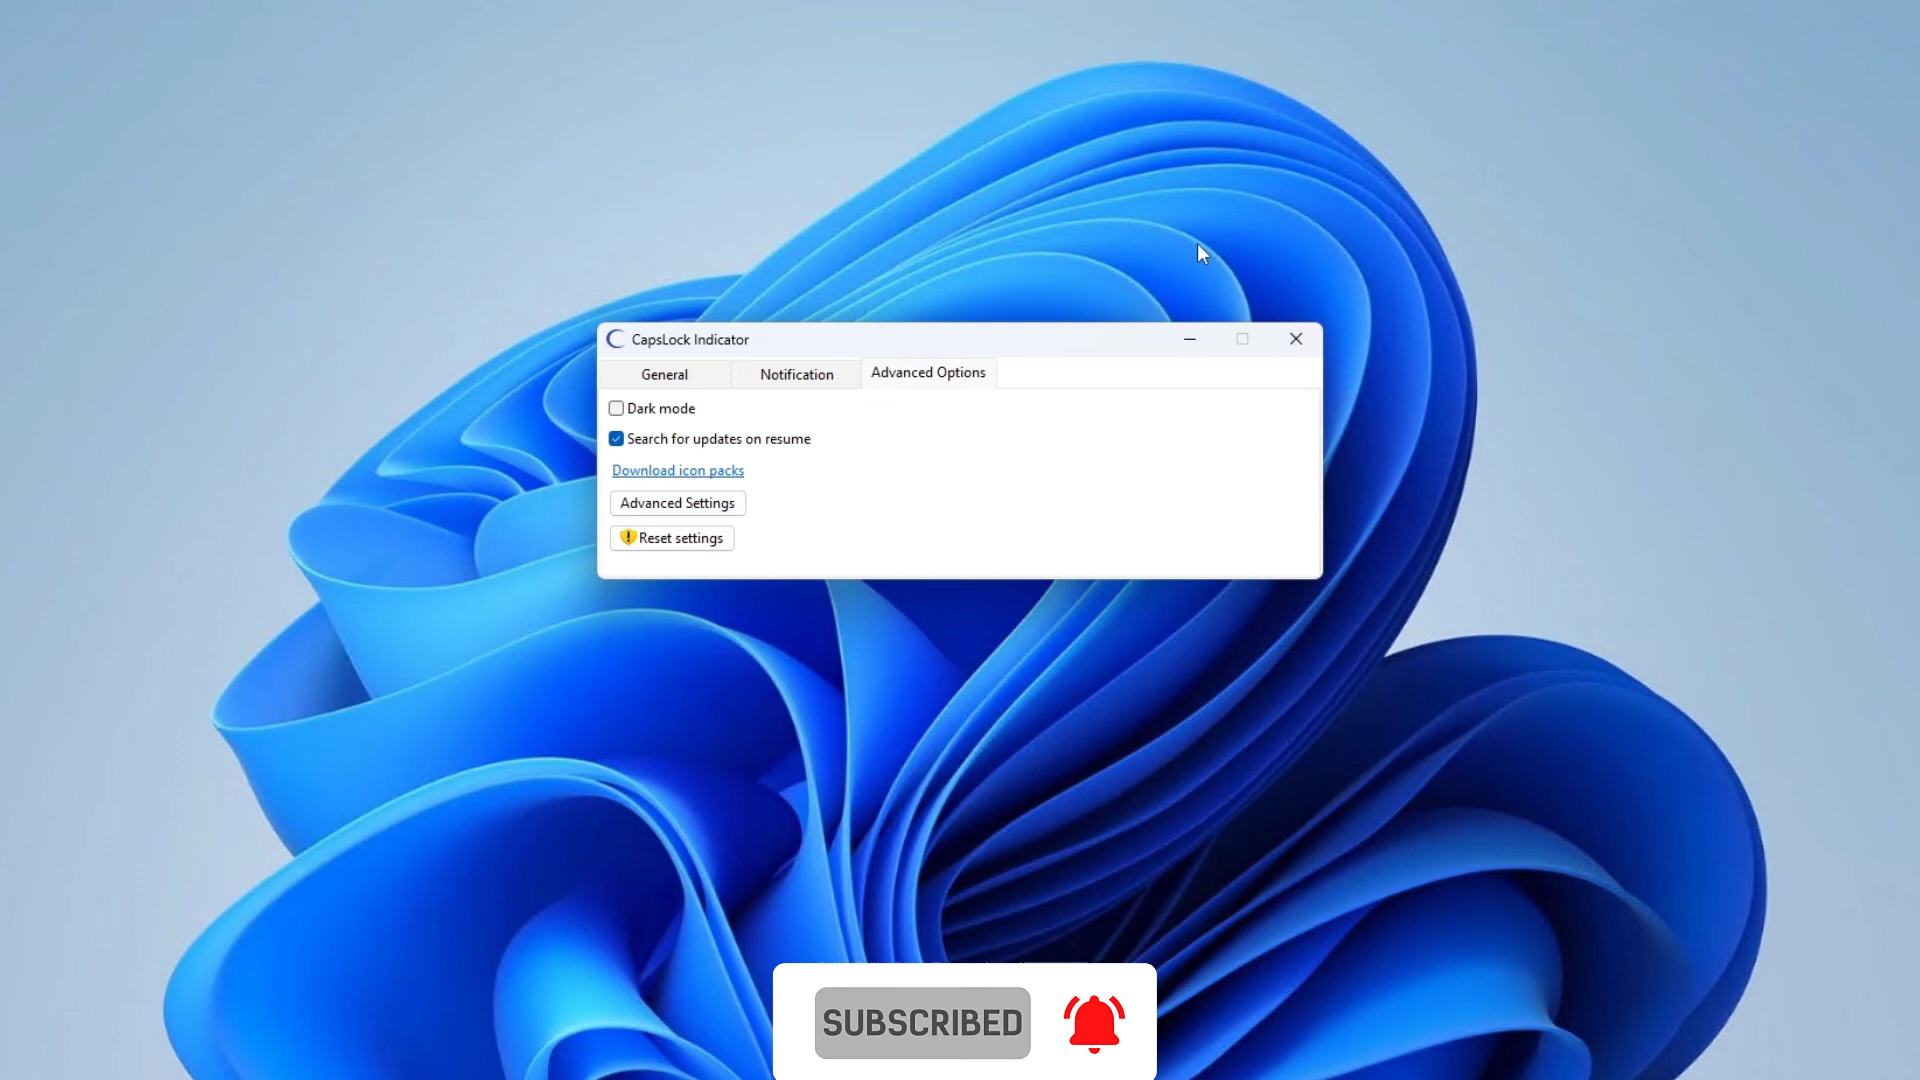 CapsLock Indicator
General
Notification
Advanced Options
Dark mode
Search for updates on resume
Download icon packs
Advanced Settings
Reset settings
SUBSCRIBED